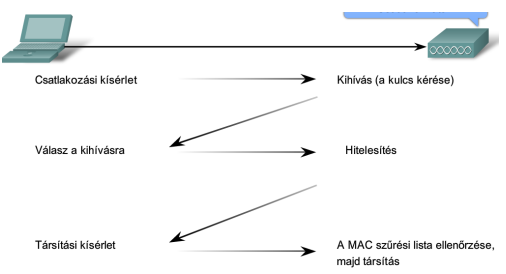 Csatlakozási kísérlet
Kihívás (a kulcs kérése)
Válasz a kihívásra
Hitelesítés
Társítási kísérlet
A MAC szűrési lista ellenőrzése,
majd társítás